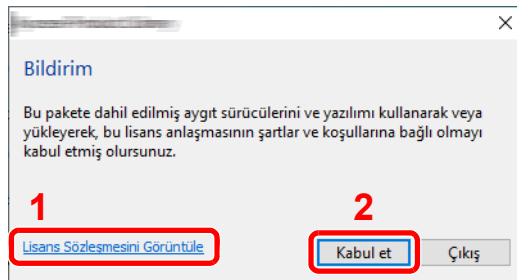 Bildirim
Bu pakete dahil edilmiş aygıt sürücülerini ve yazılımı kullanarak veya
yükleyerek, bu lisans anlaşmasının şartlar ve koşullarına bağlı olmayı
kabul etmiş olursunuz.
1
2
Lisans Sözleşmesini Görüntüle
Kabul et
Çıkış